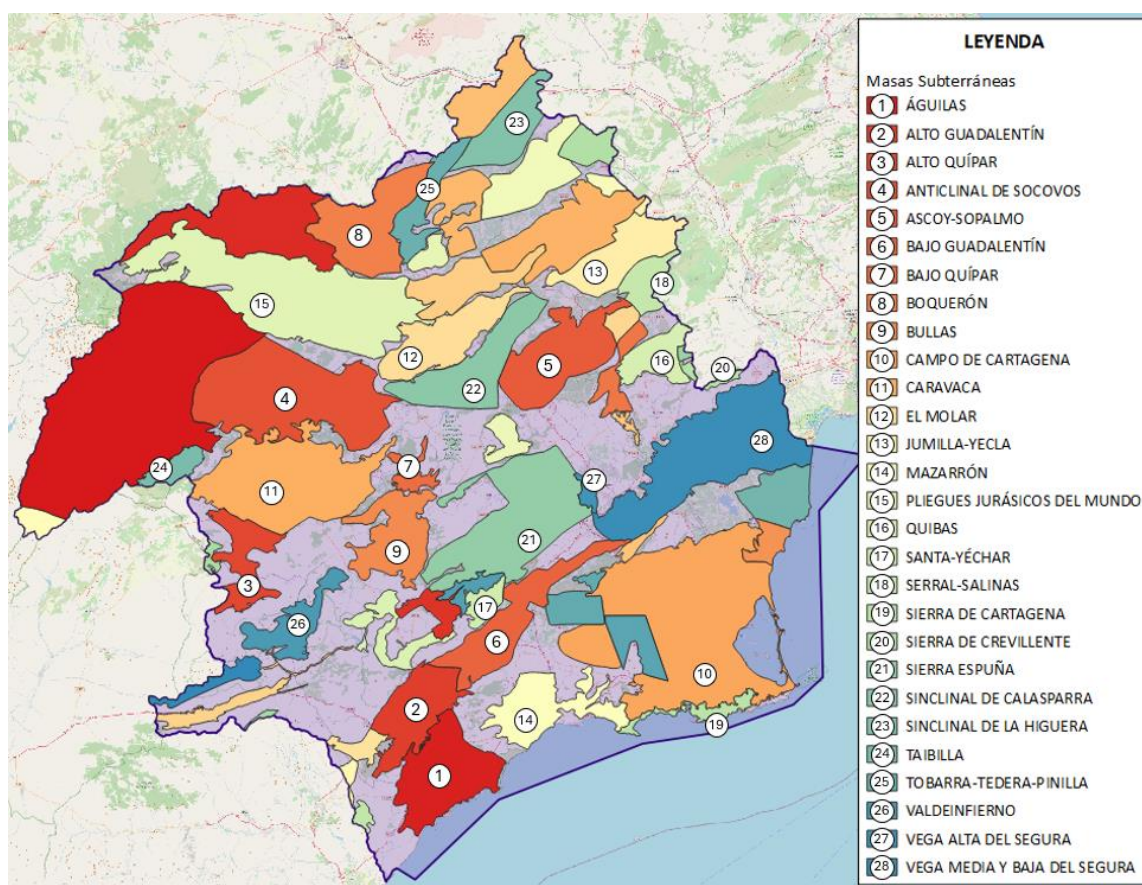 LEYENDA
Masas Subterráneas
1 ÁGUILAS
2 ALTO GUADALENTÍN
3 ALTO QUÍPAR
4 ANTICLINAL DE SOCOVOS
5 ASCOY-SOPALMO
6 BAJO GUADALENTÍN
7 BAJO QUÍPAR
8 BOQUERÓN
9 BULLAS
10 CAMPO DE CARTAGENA
11 CARAVACA
12 EL MOLAR
13 JUMILLA-YECLA
14 MAZARRÓN
15 PLIEGUES JURÁSICOS DEL MUNDO
16 QUIBAS
17 SANTA-YÉCHAR
18 SERRAL-SALINAS
19 SIERRA DE CARTAGENA
20 SIERRA DE CREVILLENTE
21 SIERRA ESPUÑA
22 SINCLINAL DE CALASPARRA
23 SINCLINAL DE LA HIGUERA
24 TAIBILLA
25 TOBARRA-TEDERA-PINILLA
26 VALDEINFIERNO
27 VEGA ALTA DEL SEGURA
28 VEGA MEDIA Y BAJA DEL SEGURA
23
25
8
13
18
15
12
5
16
20
22
4
28
7
27
24
11
21
9
3
17
26
6
10
2
14
19
1